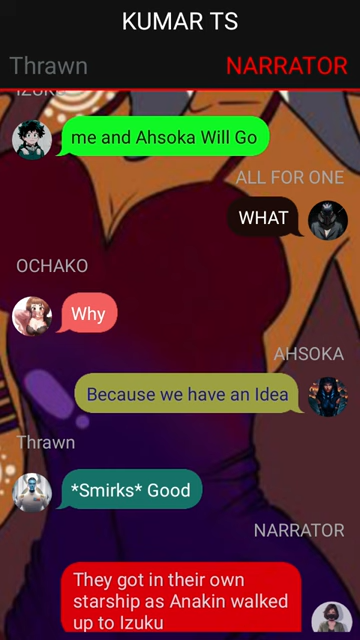 KUMAR TS
Thrawn
NARRATOR
IZUKU
me and Ahsoka Will Go
ALL FOR ONE
WHAT
OCHAKO
Why
AHSOKA
Because we have an Idea
Thrawn
*Smirks* Good
NARRATOR
They got in their own
starship as Anakin walked
up to Izuku